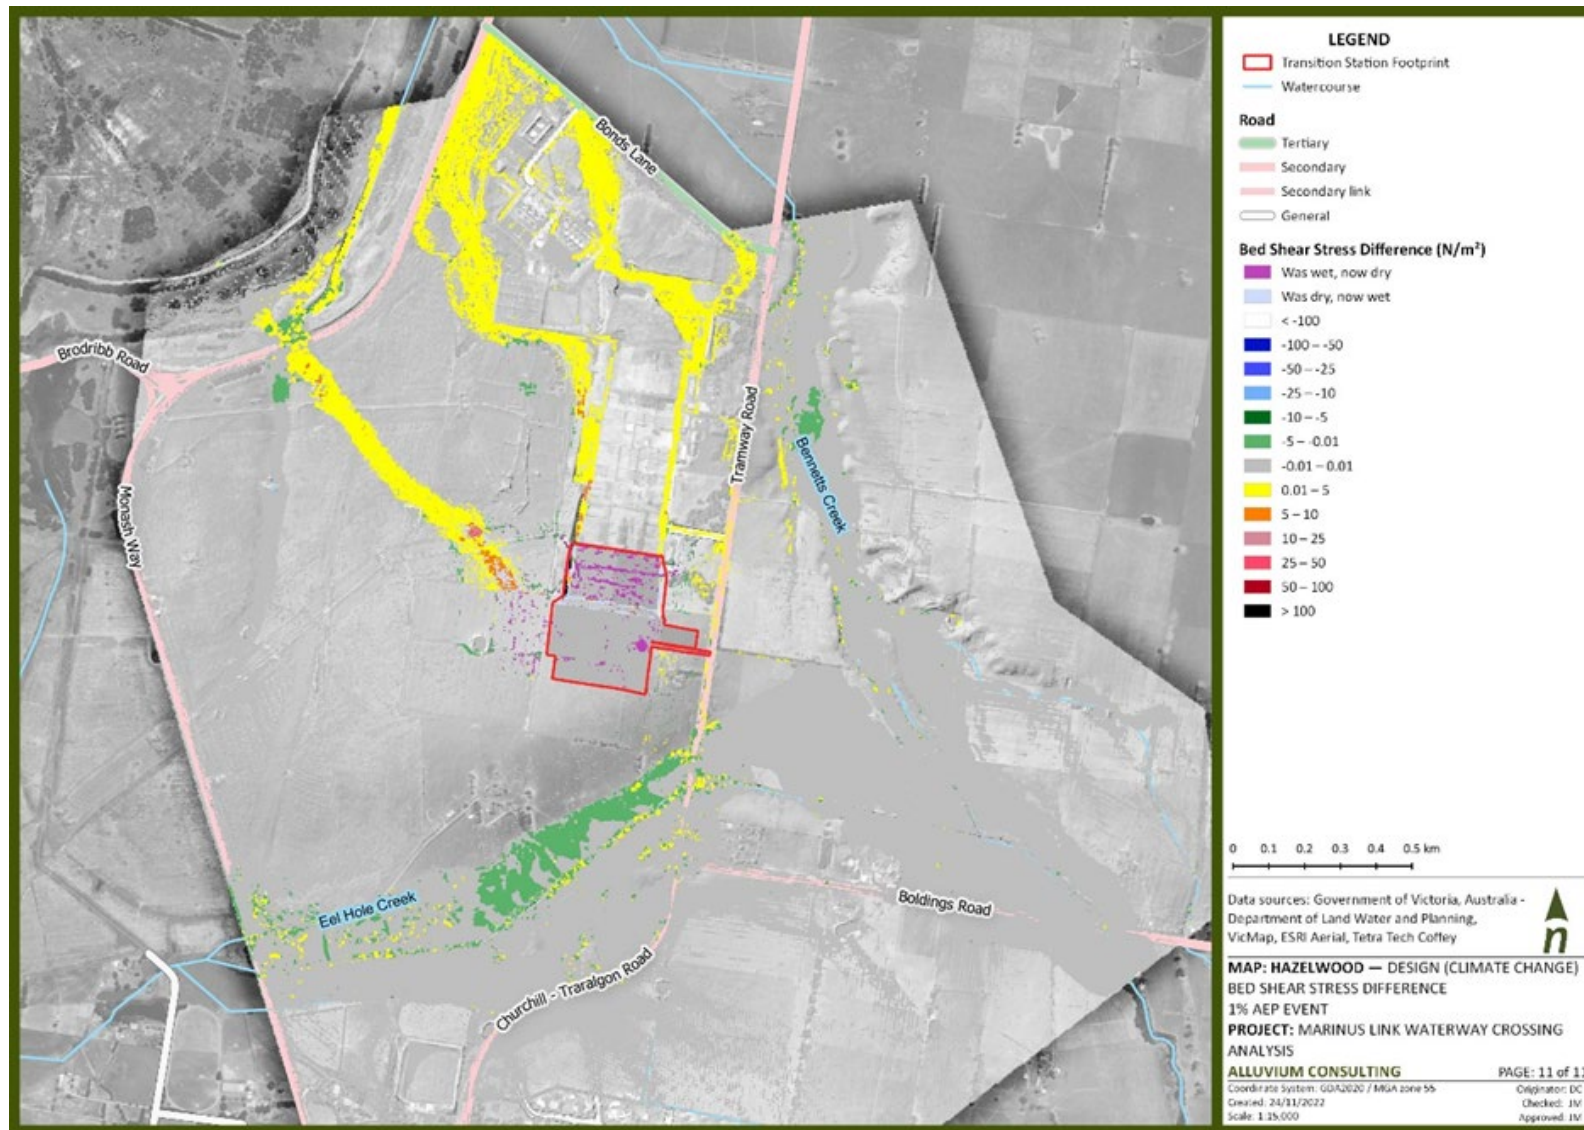 Bonds Lane
Brodribb Road
Monash Way
Tramway Road
Bennetts Creek
Eel Hole Creek
Churchill - Traralgon Road
Boldings Road
LEGEND
Transition Station Footprint
Watercourse
Road
Tertiary
Secondary
Secondary link
General
Bed Shear Stress Difference (N/m²)
Was wet, now dry
Was dry, now wet
< -100
-100 – -50
-50 – -25
-25 – -10
-10 – -5
-5 – -0.01
-0.01 – 0.01
0.01 – 5
5 – 10
10 – 25
25 – 50
50 – 100
> 100
0 0.1 0.2 0.3 0.4 0.5 km
Data sources: Government of Victoria, Australia -
Department of Land Water and Planning,
VicMap, ESRI Aerial, Tetra Tech Coffey
n
MAP: HAZELWOOD — DESIGN (CLIMATE CHANGE)
BED SHEAR STRESS DIFFERENCE
1% AEP EVENT
PROJECT: MARINUS LINK WATERWAY CROSSING
ANALYSIS
ALLUVIUM CONSULTING PAGE: 11 of 11
Coordinate System: GDA2020 / MGA zone 55 Originator: DC
Created: 24/11/2022 Checked: JM
Scale: 1:15,000 Approved: JM